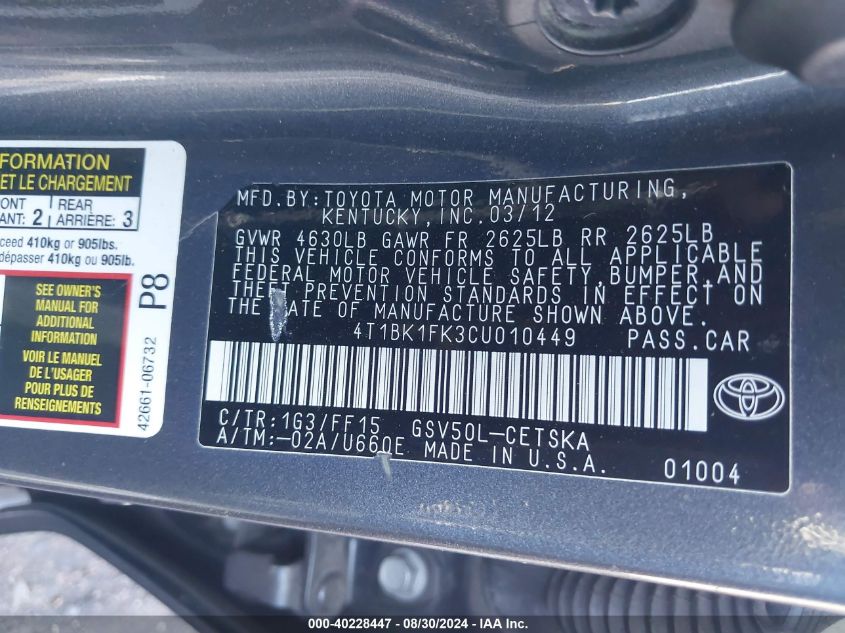 FORMATION
ET LE CHARGEMENT
ONT 2 REAR 3
ANT: ARRIÈRE:
ceed 410kg or 905lbs.
dépasser 410kg ou 905lb.
SEE OWNER'S
MANUAL FOR
ADDITIONAL
INFORMATION
VOIR LE MANUEL
DE L'USAGER
POUR PLUS DE
RENSEIGNEMENTS
P8
42661-06732
MFD.BY:TOYOTA MOTOR MANUFACTURING,
KENTUCKY,INC.03/12
GVWR 4630LB GAWR FR 2625LB RR 2625LB
THIS VEHICLE CONFORMS TO ALL APPLICABLE
FEDERAL MOTOR VEHICLE SAFETY,BUMPER,AND
THEFT PREVENTION STANDARDS IN EFFECT ON
THE DATE OF MANUFACTURE SHOWN ABOVE.
4T1BK1FK3CU010449 PASS.CAR
C/TR:1G3/FF15 GSV50L-CETSKA
A/TM:-02A/U660E MADE IN U.S.A. 01004
TOYOTA
000-40228447 - 08/30/2024 - IAA Inc.